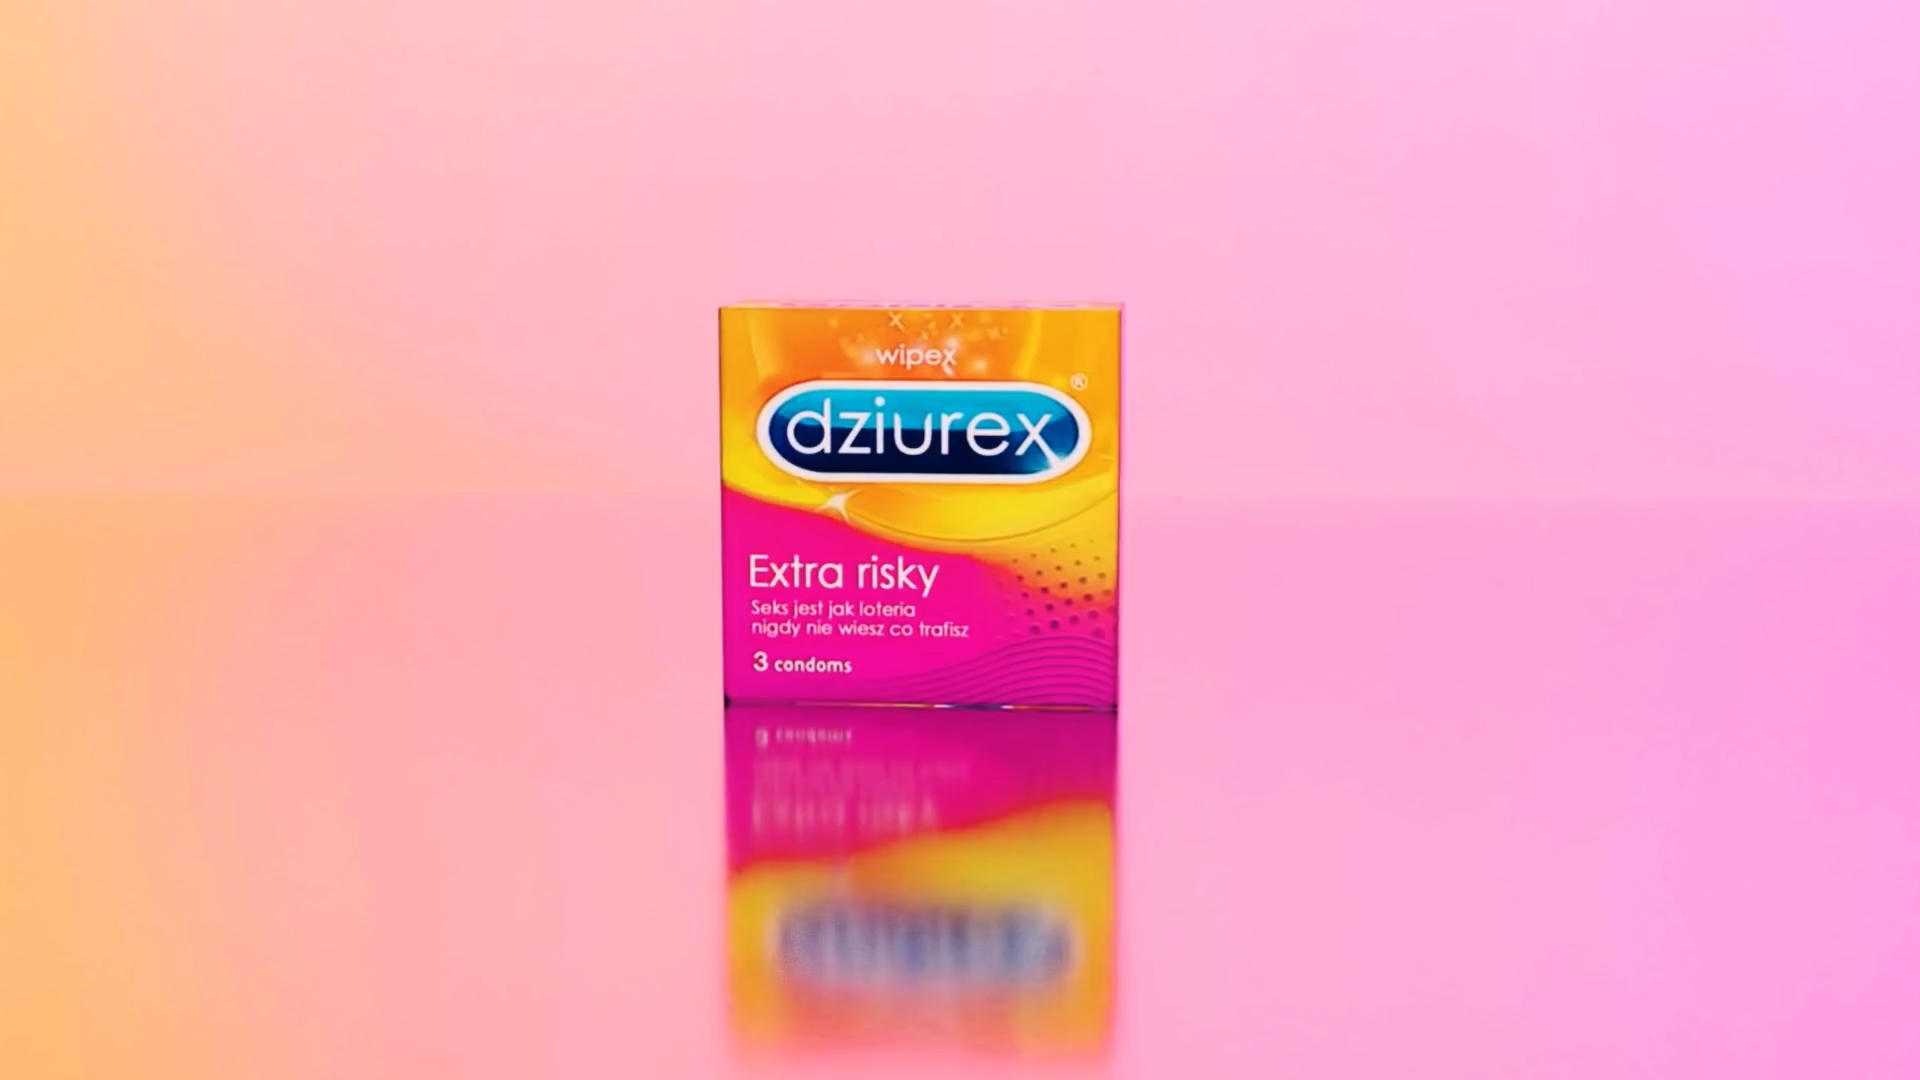 wipex
dziurex®
Extra risky
Seks jest jak loteria
nigdy nie wiesz co trafisz
3 condoms